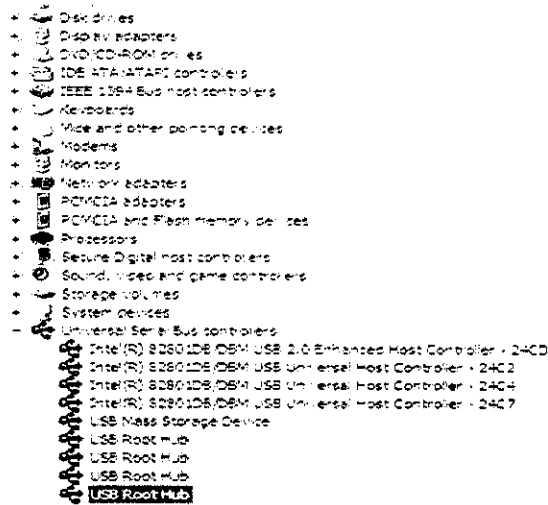 Disk drives
Display adapters
DVD/CD-ROM drives
IDE ATA/ATAPI controllers
IEEE 1394 Bus host controllers
Keyboards
Mice and other pointing devices
Modems
Monitors
Network adapters
PCMCIA adapters
PCMCIA and Flash memory devices
Processors
Secure Digital host controllers
Sound, video and game controllers
Storage volumes
System devices
Universal Serial Bus controllers
Intel(R) 82801DB/DBM USB 2.0 Enhanced Host Controller - 24CD
Intel(R) 82801DB/DBM USB Universal Host Controller - 24C2
Intel(R) 82801DB/DBM USB Universal Host Controller - 24C4
Intel(R) 82801DB/DBM USB Universal Host Controller - 24C7
USB Mass Storage Device
USB Root Hub
USB Root Hub
USB Root Hub
USB Root Hub